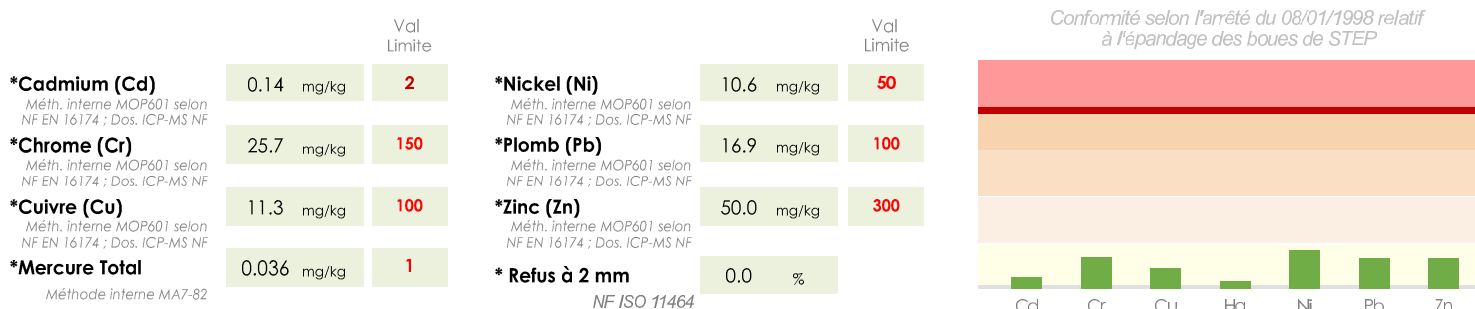 Val
Limite
*Cadmium (Cd) 0.14 mg/kg 2
Méth. interne MOP601 selon
NF EN 16174 ; Dos. ICP-MS NF
*Chrome (Cr) 25.7 mg/kg 150
Méth. interne MOP601 selon
NF EN 16174 ; Dos. ICP-MS NF
*Cuivre (Cu) 11.3 mg/kg 100
Méth. interne MOP601 selon
NF EN 16174 ; Dos. ICP-MS NF
*Mercure Total 0.036 mg/kg 1
Méthode interne MA7-82
Val
Limite
*Nickel (Ni) 10.6 mg/kg 50
Méth. interne MOP601 selon
NF EN 16174 ; Dos. ICP-MS NF
*Plomb (Pb) 16.9 mg/kg 100
Méth. interne MOP601 selon
NF EN 16174 ; Dos. ICP-MS NF
*Zinc (Zn) 50.0 mg/kg 300
Méth. interne MOP601 selon
NF EN 16174 ; Dos. ICP-MS NF
* Refus à 2 mm 0.0 %
NF ISO 11464
Conformité selon l'arrêté du 08/01/1998 relatif
à l'épandage des boues de STEP
Cd Cr Cu Hg Ni Pb Zn